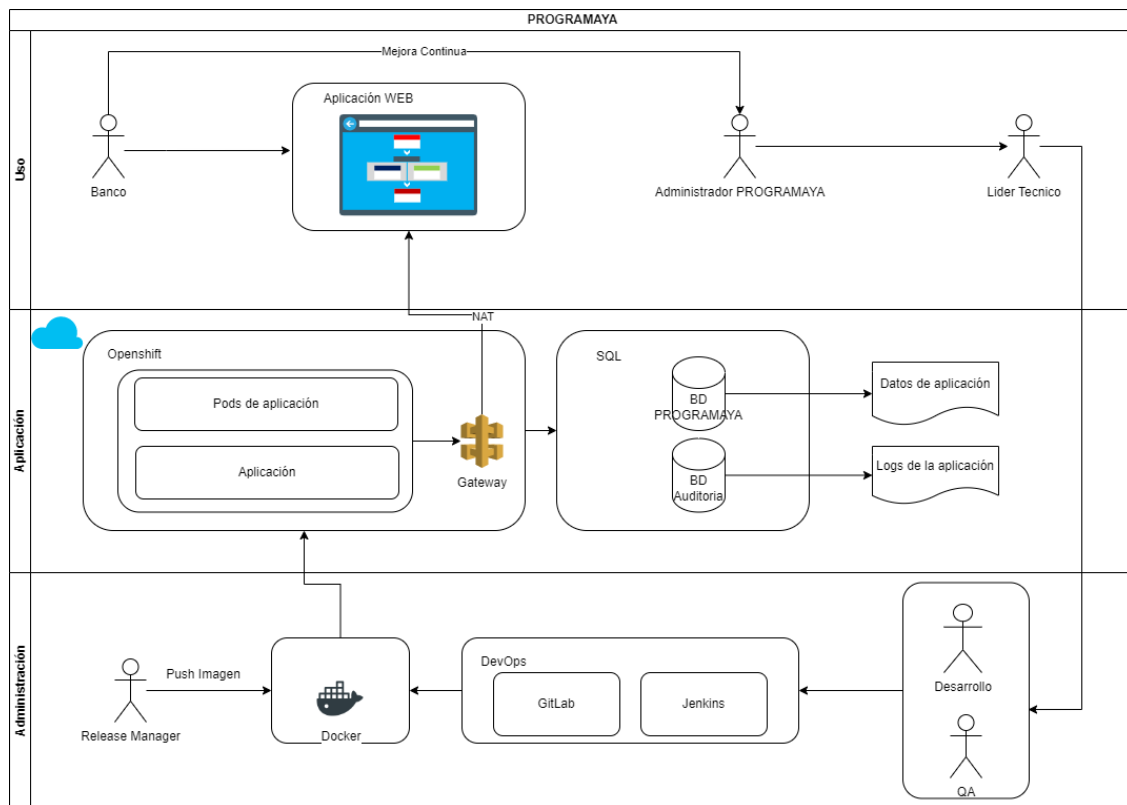 PROGRAMAYA
Uso
Mejora Continua
Aplicación WEB
Banco
Administrador PROGRAMAYA
Lider Tecnico
Aplicación
NAT
Openshift
Pods de aplicación
Aplicación
Gateway
SQL
BD
PROGRAMAYA
Datos de aplicación
BD
Auditoria
Logs de la aplicación
Administración
Push Imagen
Release Manager
Docker
DevOps
GitLab
Jenkins
Desarrollo
QA